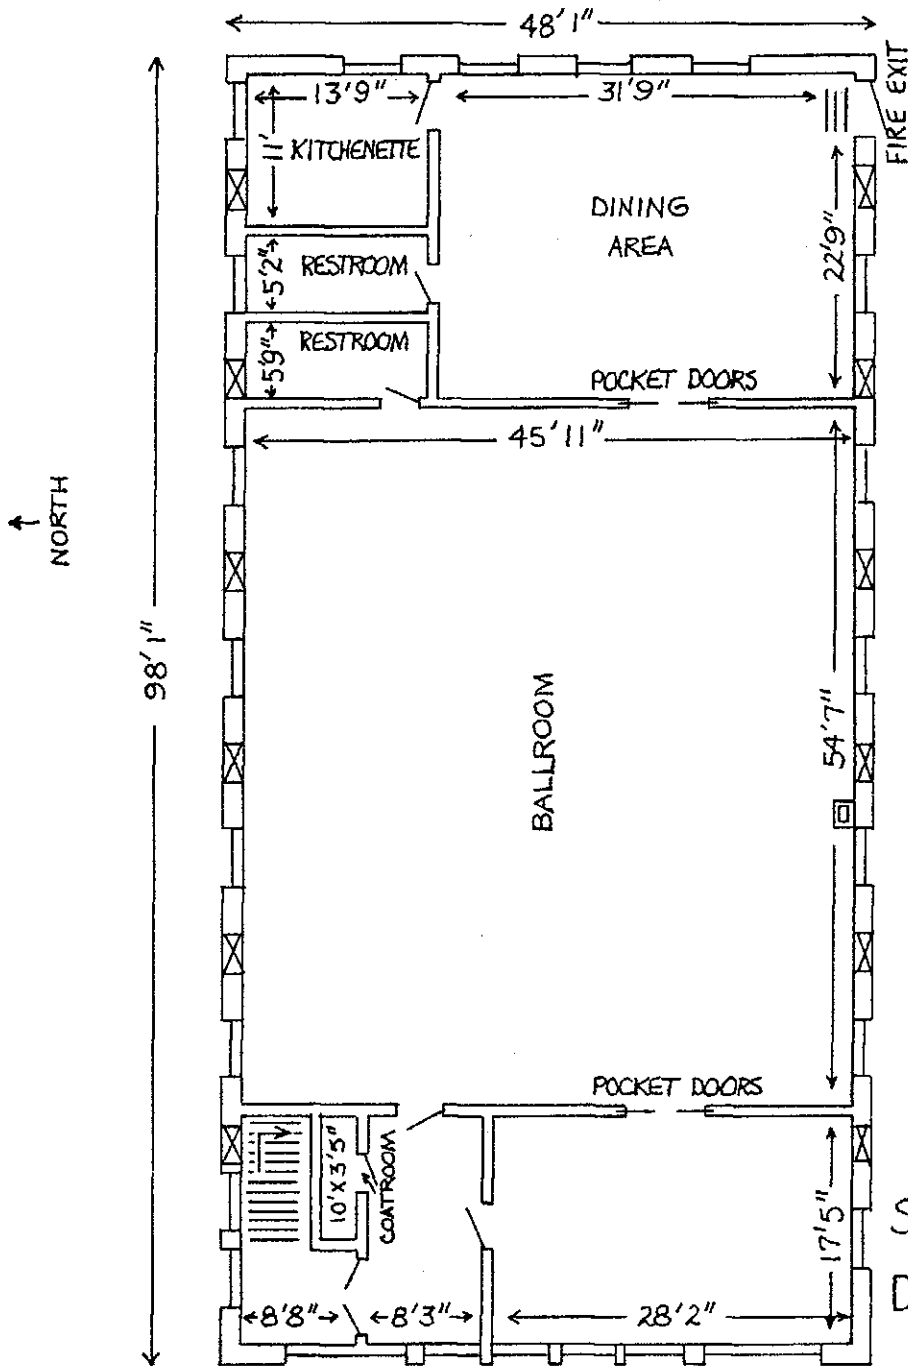 48'1"
FIRE EXIT
13'9"
31'9"
11'
KITCHENETTE
DINING
AREA
22'9"
5'2"
RESTROOM
5'9"
RESTROOM
POCKET DOORS
45'11"
NORTH
98'1"
BALLROOM
54'7"
POCKET DOORS
10'X3'5"
COATROOM
17'5"
8'8"
8'3"
28'2"